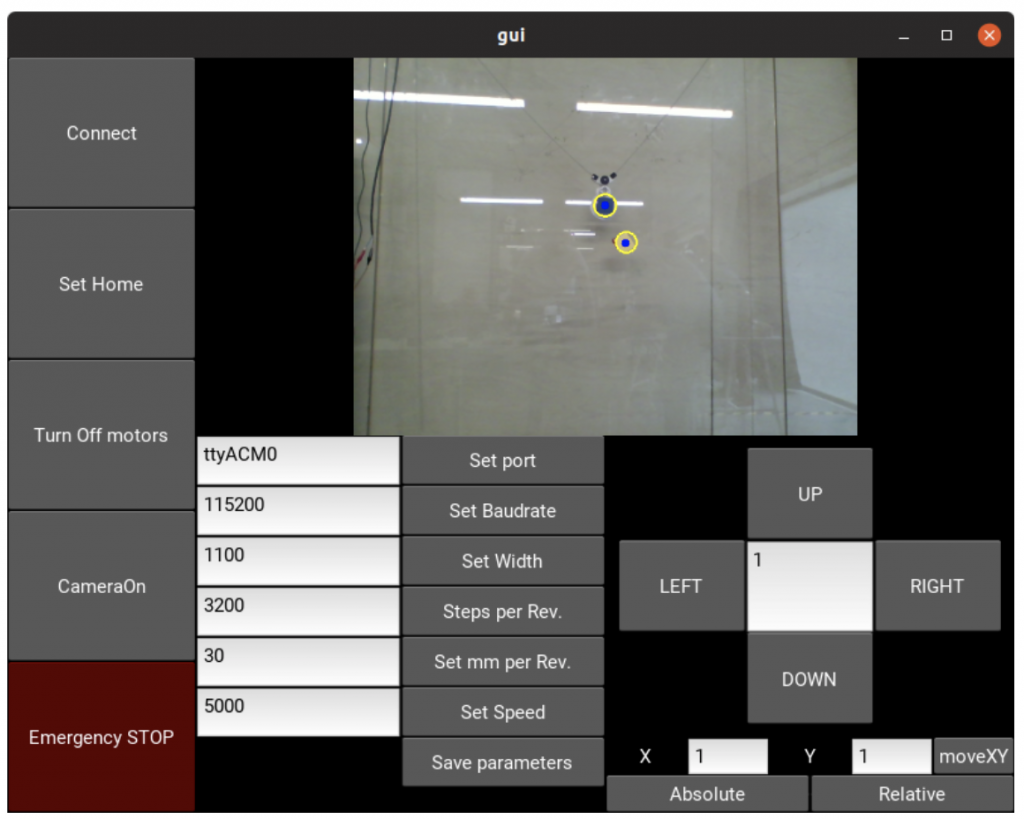 gui
Connect
Set Home
Turn Off motors
CameraOn
Emergency STOP
ttyACM0 Set port
115200 Set Baudrate
1100 Set Width
3200 Steps per Rev.
30 Set mm per Rev.
5000 Set Speed
Save parameters
UP
LEFT 1 RIGHT
DOWN
X 1 Y 1 moveXY
Absolute Relative